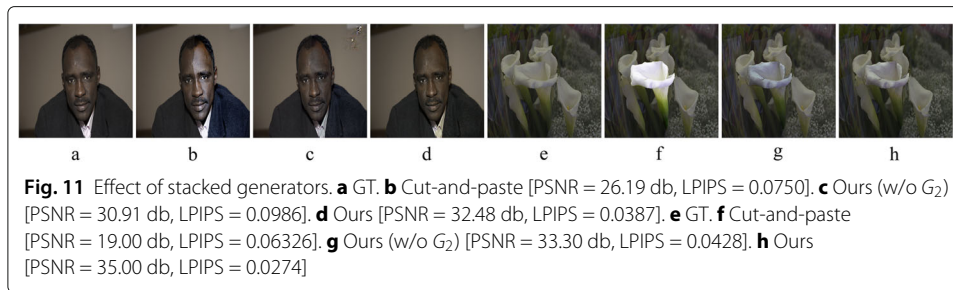 a b c d e f g h
Fig. 11 Effect of stacked generators. a GT. b Cut-and-paste [PSNR = 26.19 db, LPIPS = 0.0750]. c Ours (w/o G2)
[PSNR = 30.91 db, LPIPS = 0.0986]. d Ours [PSNR = 32.48 db, LPIPS = 0.0387]. e GT. f Cut-and-paste
[PSNR = 19.00 db, LPIPS = 0.06326]. g Ours (w/o G2) [PSNR = 33.30 db, LPIPS = 0.0428]. h Ours
[PSNR = 35.00 db, LPIPS = 0.0274]